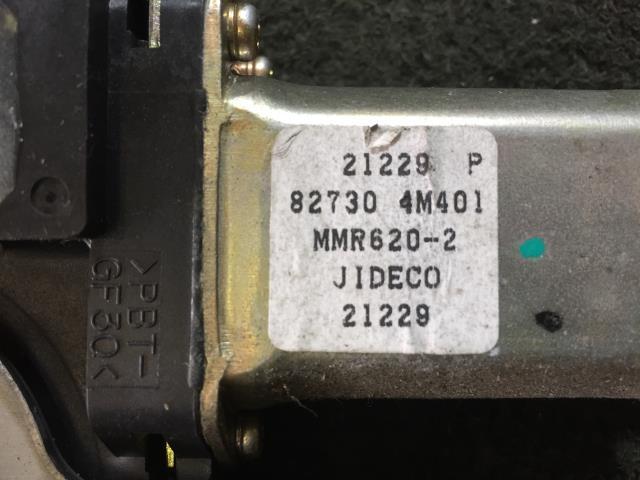 21229 P
82730 4M401
MMR620-2
JIDECO
21229
>PBT-
GF30<